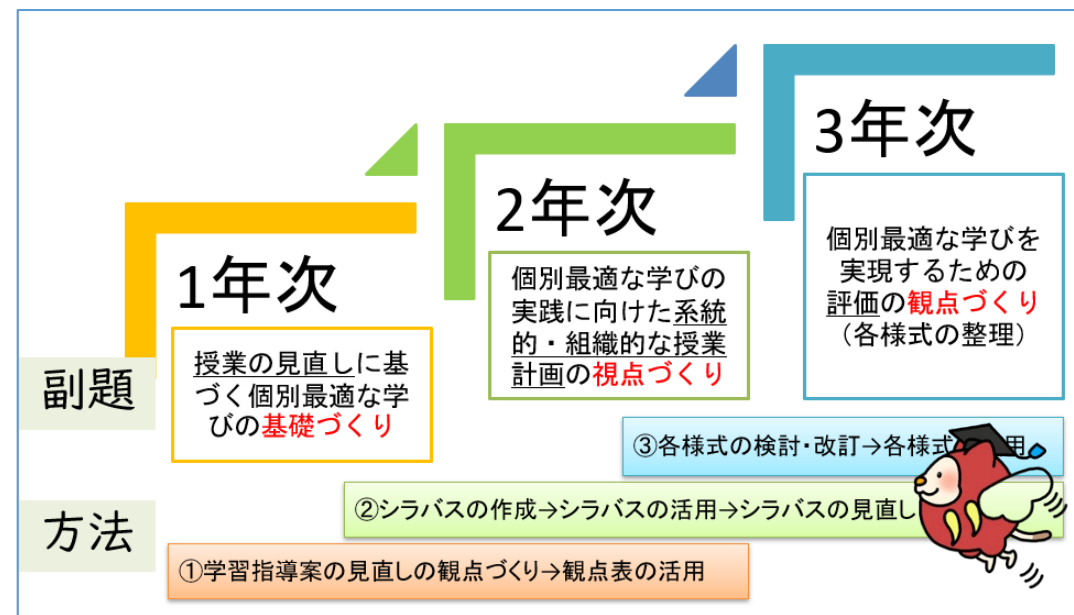 3年次
個別最適な学びを
実現するための
評価の観点づくり
（各様式の整理）
2年次
個別最適な学びの
実践に向けた系統
的・組織的な授業
計画の視点づくり
1年次
授業の見直しに基
づく個別最適な学
びの基礎づくり
副題
方法
③各様式の検討・改訂→各様式 用
②シラバスの作成→シラバスの活用→シラバスの見直し
①学習指導案の見直しの観点づくり→観点表の活用